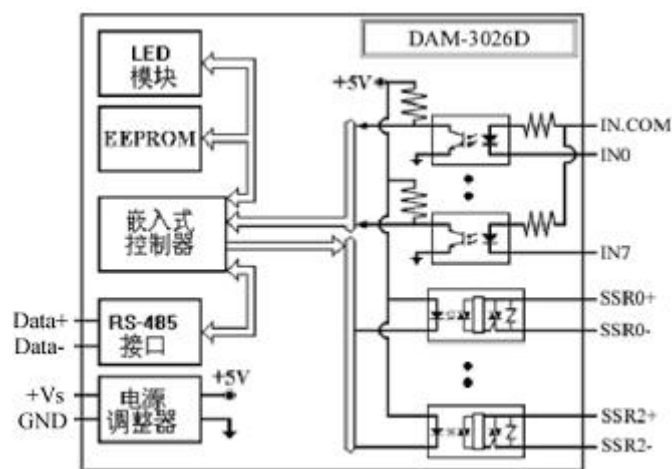 DAM-3026D
LED
模块
EEPROM
嵌入式
控制器
Data+
Data-
RS-485
接口
+Vs
GND
电源
调整器
+5V
+5V
IN.COM
IN0
IN7
SSR0+
SSR0-
SSR2+
SSR2-